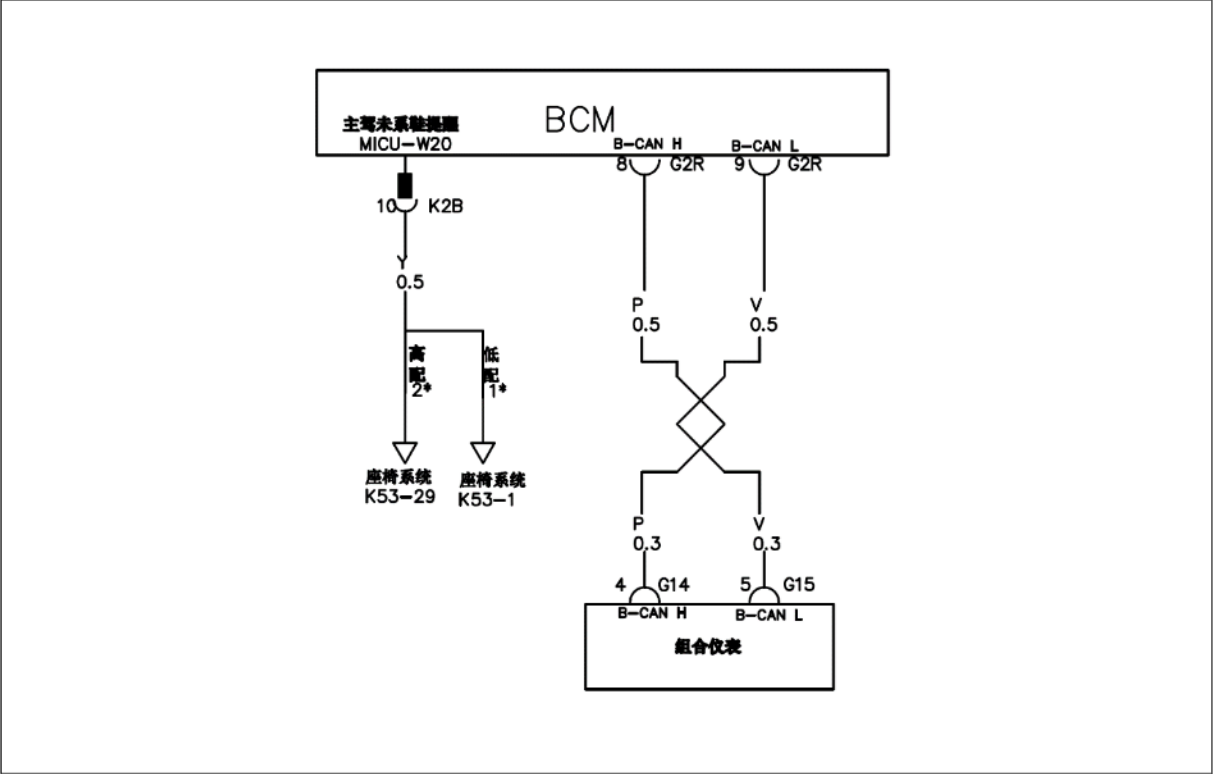 BCM
主驾未系鞋提醒
MICU-W20
B-CAN H
B-CAN L
8
G2R
9
G2R
10
K2B
Y
0.5
P
0.5
V
0.5
高
配
2*
低
配
1*
座椅系统
K53-29
座椅系统
K53-1
P
0.3
V
0.3
4
G14
5
G15
B-CAN H
B-CAN L
组合仪表